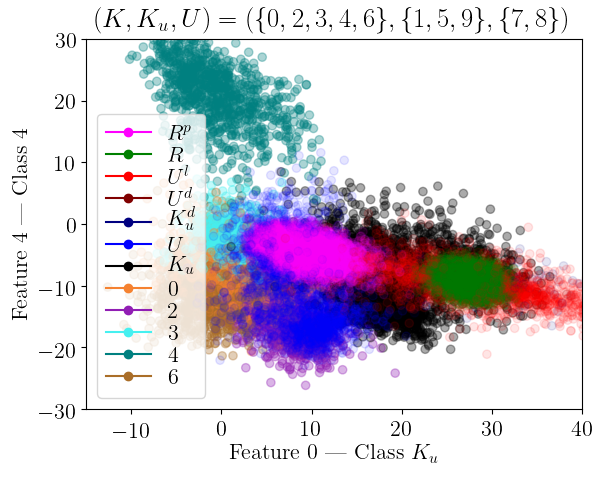 (K, K_u, U) = ({0, 2, 3, 4, 6}, {1, 5, 9}, {7, 8})
30
20
10
0
−10
−20
−30
Feature 4 — Class 4
R^p
R
U^l
U^d
K_u^d
U
K_u
0
2
3
4
6
−10 0 10 20 30 40
Feature 0 — Class K_u